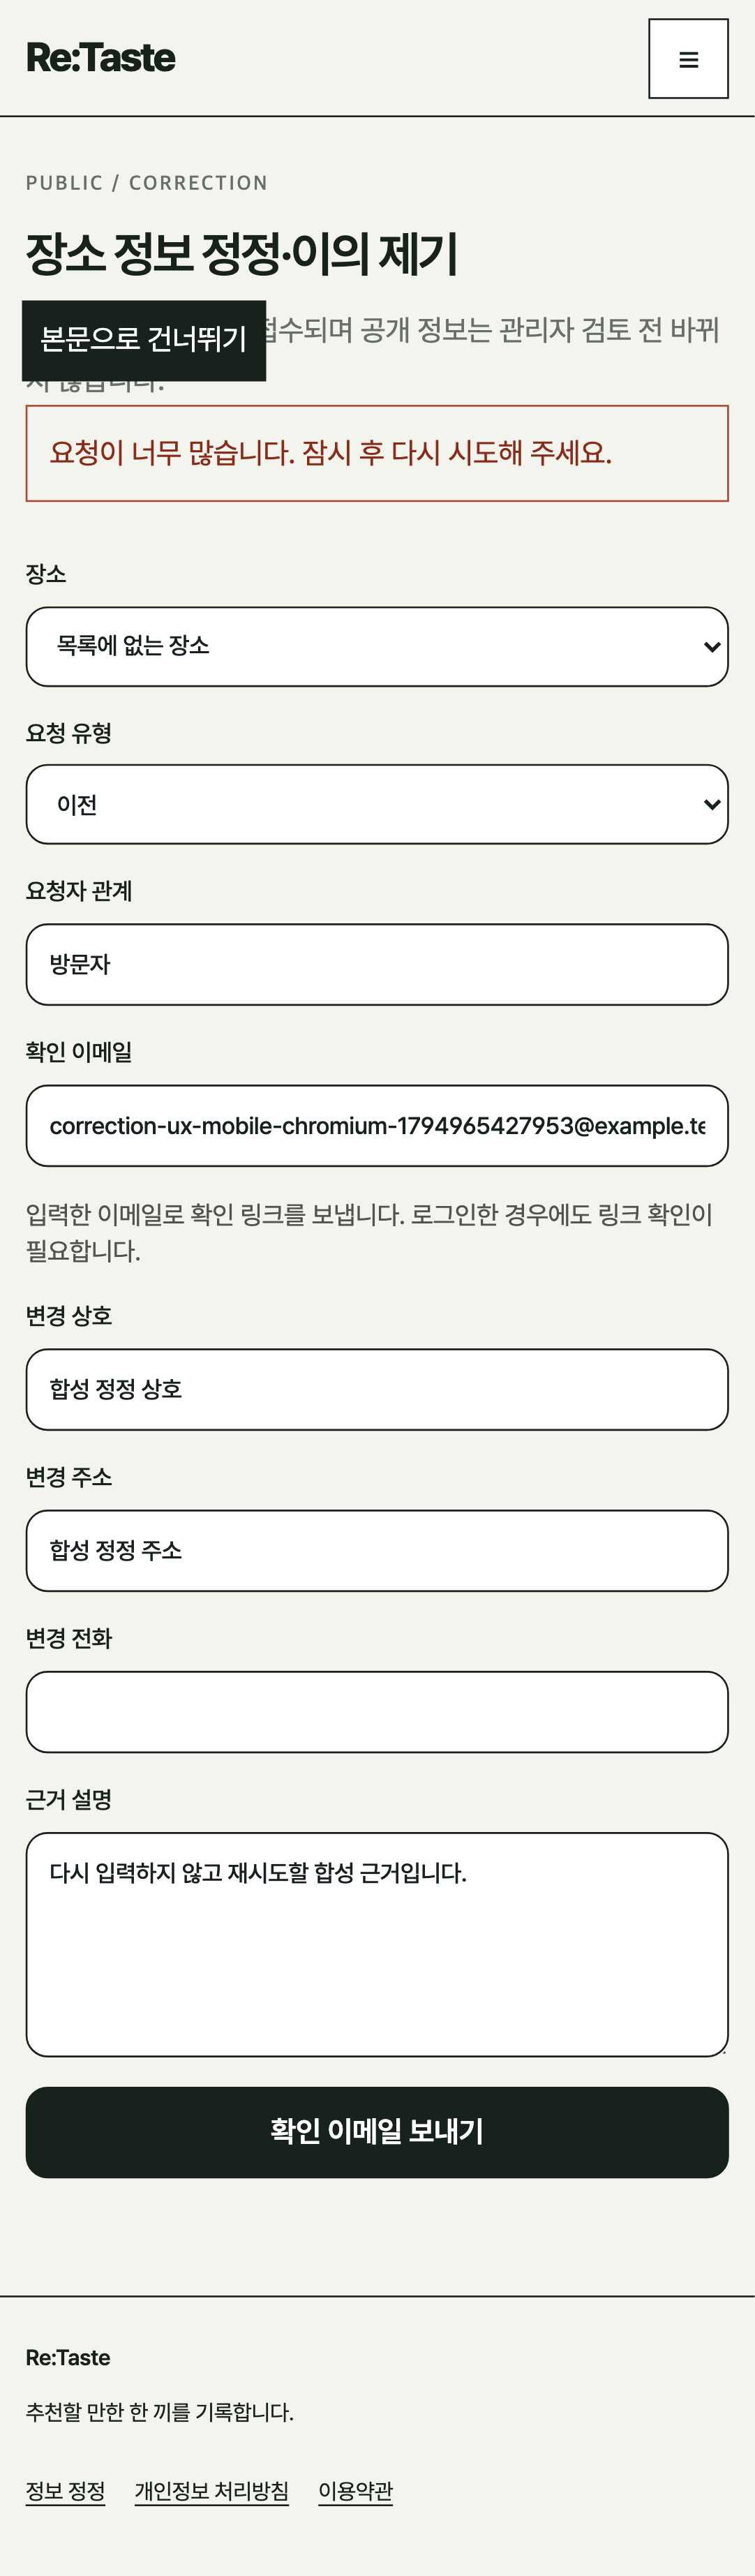 Re:Taste
PUBLIC / CORRECTION
장소 정보 정정·이의 제기
본문으로 건너뛰기
접수되며 공개 정보는 관리자 검토 전 바뀌
지 않습니다.
요청이 너무 많습니다. 잠시 후 다시 시도해 주세요.
장소
목록에 없는 장소
요청 유형
이전
요청자 관계
방문자
확인 이메일
correction-ux-mobile-chromium-1794965427953@example.te
입력한 이메일로 확인 링크를 보냅니다. 로그인한 경우에도 링크 확인이
필요합니다.
변경 상호
합성 정정 상호
변경 주소
합성 정정 주소
변경 전화
근거 설명
다시 입력하지 않고 재시도할 합성 근거입니다.
확인 이메일 보내기
Re:Taste
추천할 만한 한 끼를 기록합니다.
정보 정정 개인정보 처리방침 이용약관